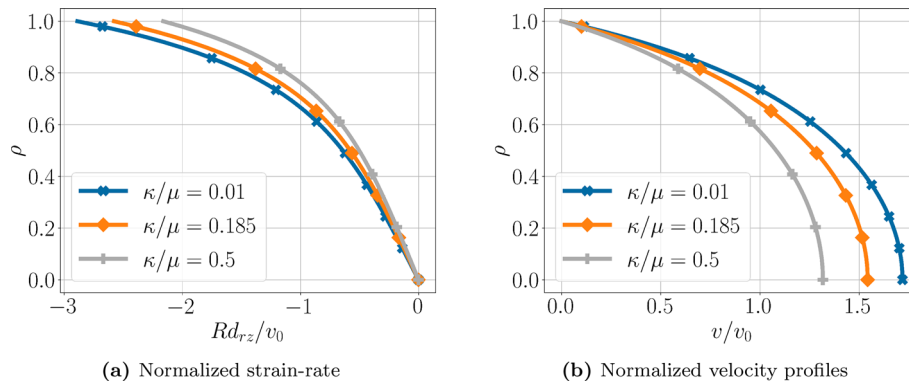 1.0
0.8
0.6
0.4
0.2
0.0
ρ
κ/μ = 0.01
κ/μ = 0.185
κ/μ = 0.5
−3 −2 −1 0
Rd_{rz}/v_0
(a) Normalized strain-rate
1.0
0.8
0.6
0.4
0.2
0.0
ρ
κ/μ = 0.01
κ/μ = 0.185
κ/μ = 0.5
0.0 0.5 1.0 1.5
v/v_0
(b) Normalized velocity profiles